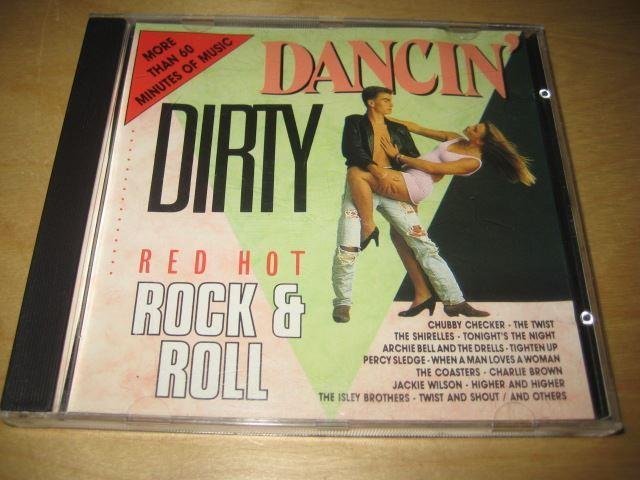 MORE
THAN 60
MINUTES OF MUSIC
DANCIN'
DIRTY
RED HOT
ROCK &
ROLL
CHUBBY CHECKER - THE TWIST
THE SHIRELLES - TONIGHT'S THE NIGHT
ARCHIE BELL AND THE DRELLS - TIGHTEN UP
PERCY SLEDGE - WHEN A MAN LOVES A WOMAN
THE COASTERS - CHARLIE BROWN
JACKIE WILSON - HIGHER AND HIGHER
THE ISLEY BROTHERS - TWIST AND SHOUT / AND OTHERS